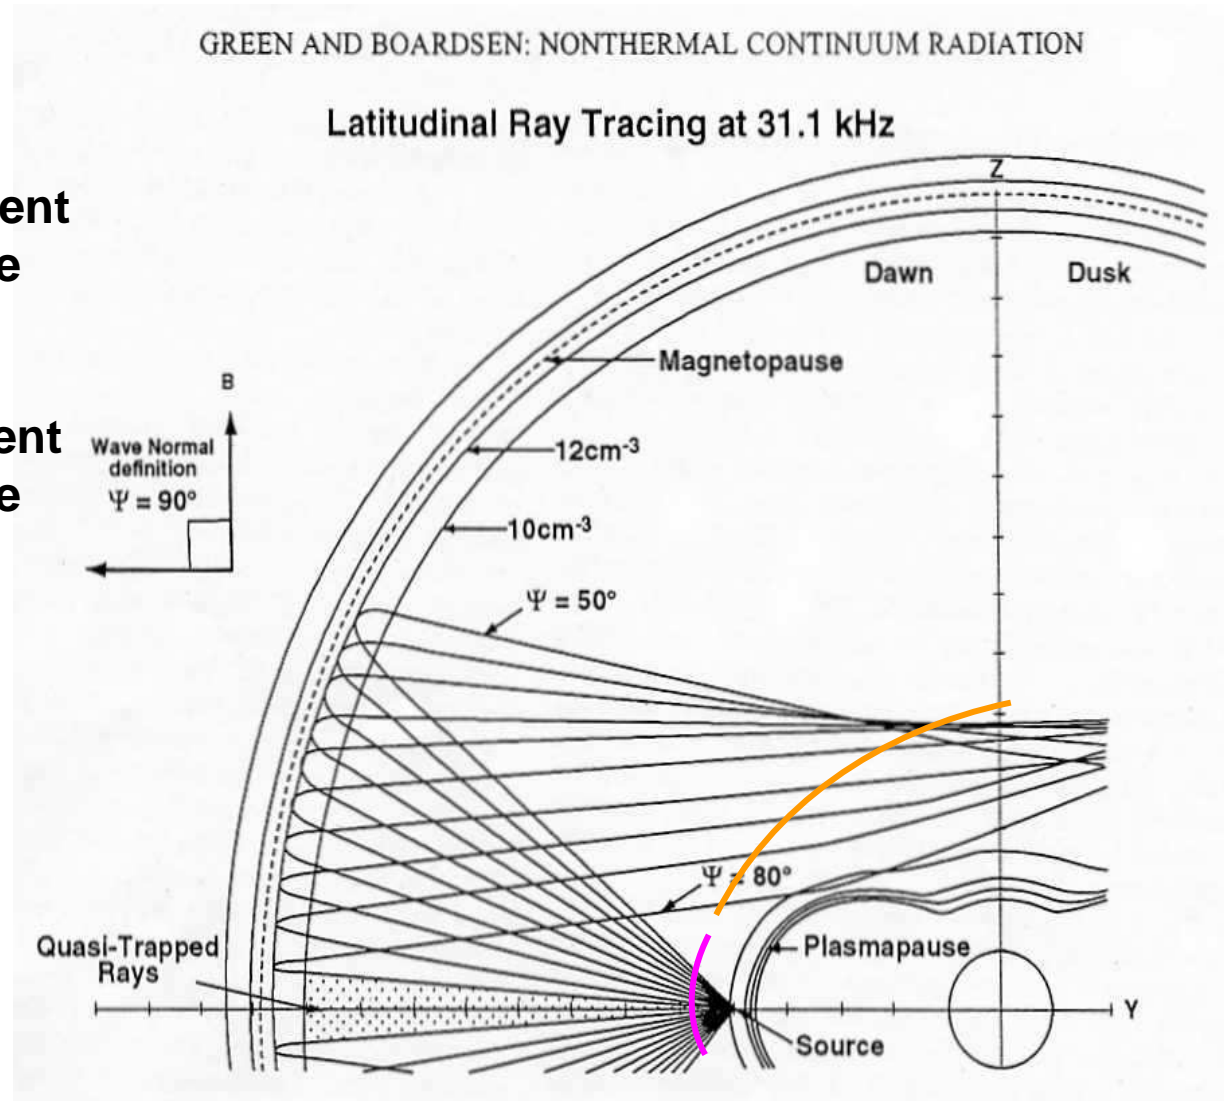 GREEN AND BOARDSEN: NONTHERMAL CONTINUUM RADIATION
Latitudinal Ray Tracing at 31.1 kHz
ent
e
ent
e
Z
Dawn
Dusk
Magnetopause
12cm-3
10cm-3
B
Wave Normal
definition
Ψ = 90°
Ψ = 50°
Ψ = 80°
Quasi-Trapped
Rays
Plasmapause
Y
Source